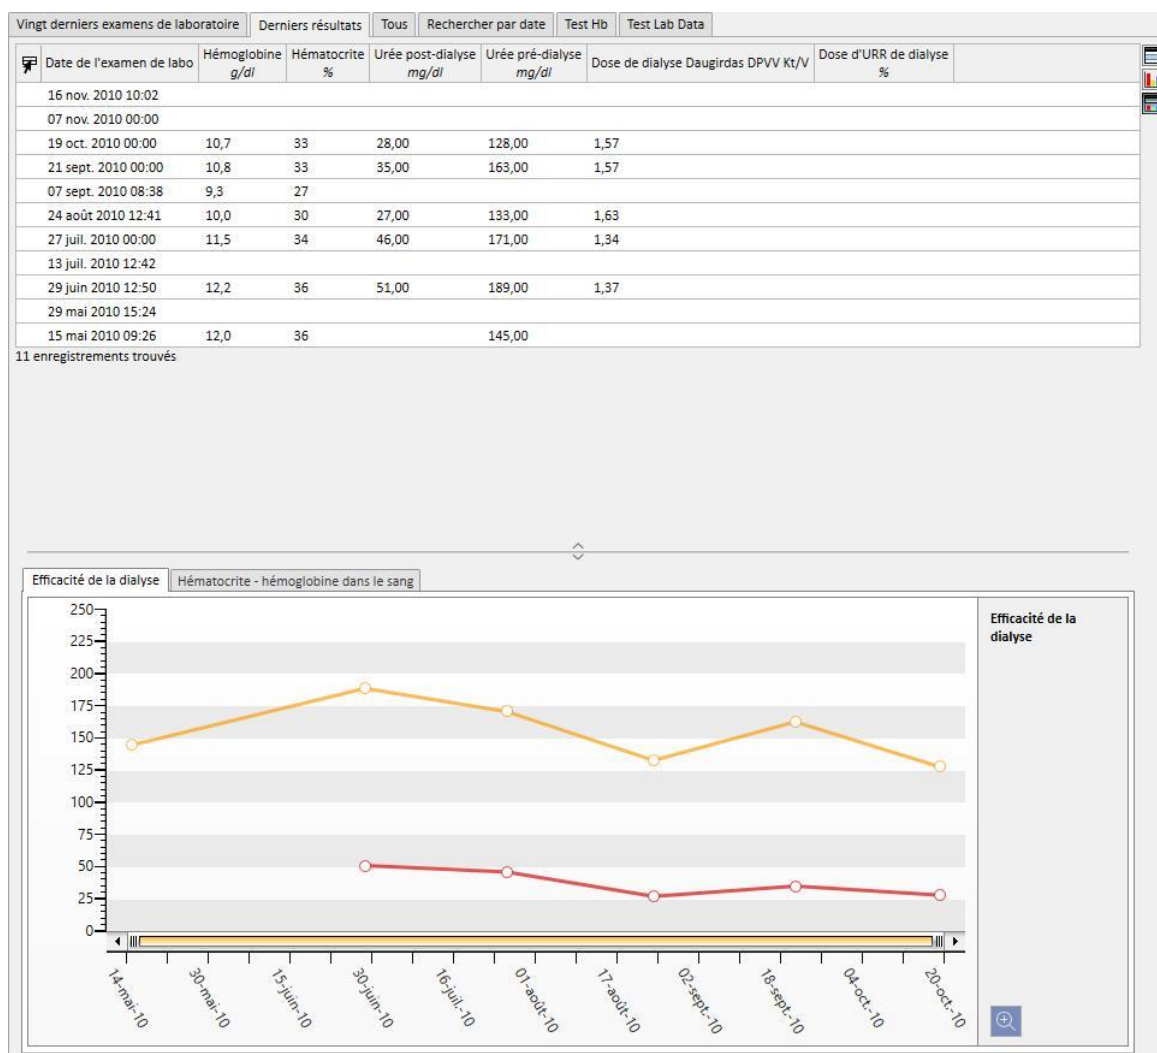 Vingt derniers examens de laboratoire Derniers résultats Tous Rechercher par date Test Hb Test Lab Data
Date de l'examen de labo Hémoglobine g/dl Hématocrite % Urée post-dialyse mg/dl Urée pré-dialyse mg/dl Dose de dialyse Daugirdas DPVV Kt/V Dose d'URR de dialyse %
16 nov. 2010 10:02
07 nov. 2010 00:00
19 oct. 2010 00:00 10,7 33 28,00 128,00 1,57
21 sept. 2010 00:00 10,8 33 35,00 163,00 1,57
07 sept. 2010 08:38 9,3 27
24 août 2010 12:41 10,0 30 27,00 133,00 1,63
27 juil. 2010 00:00 11,5 34 46,00 171,00 1,34
13 juil. 2010 12:42
29 juin 2010 12:50 12,2 36 51,00 189,00 1,37
29 mai 2010 15:24
15 mai 2010 09:26 12,0 36 145,00
11 enregistrements trouvés
Efficacité de la dialyse Hématocrite - hémoglobine dans le sang
250
225
200
175
150
125
100
75
50
25
0
14-mai-10 30-mai-10 15-juin-10 30-juin-10 16-juil.-10 01-août-10 17-août-10 02-sept.-10 18-sept.-10 04-oct.-10 20-oct.-10
Efficacité de la
dialyse